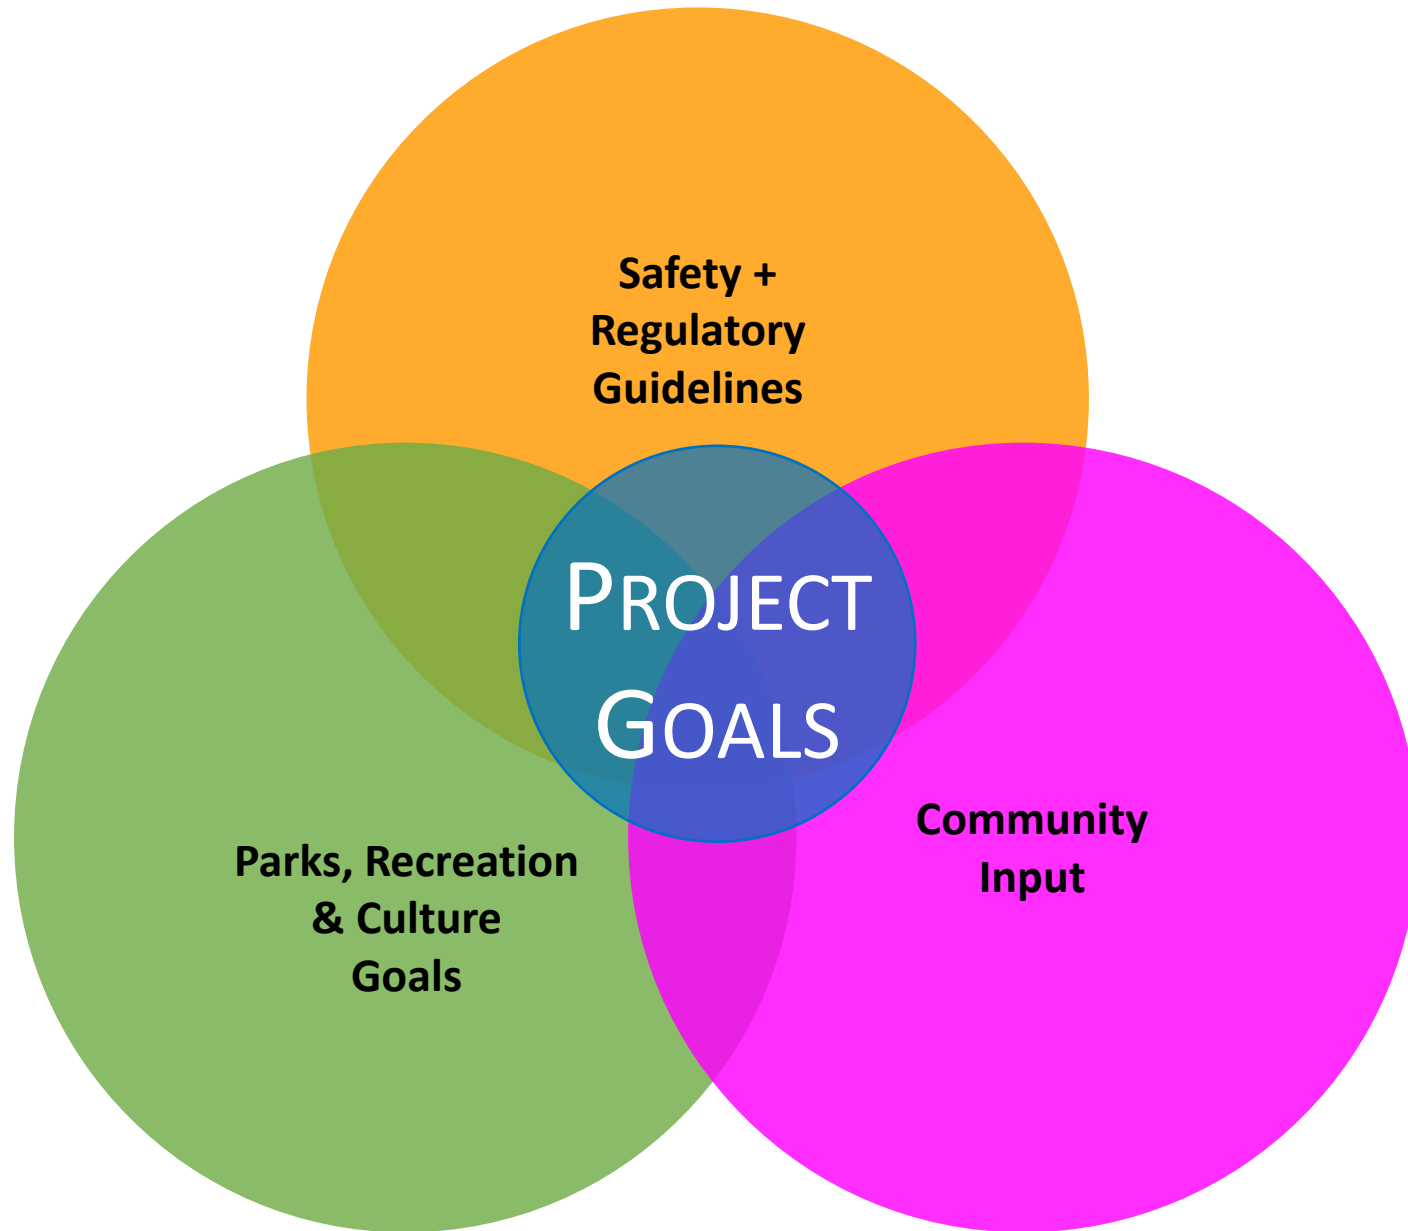 Safety +
Regulatory
Guidelines
PROJECT
GOALS
Parks, Recreation
& Culture
Goals
Community
Input